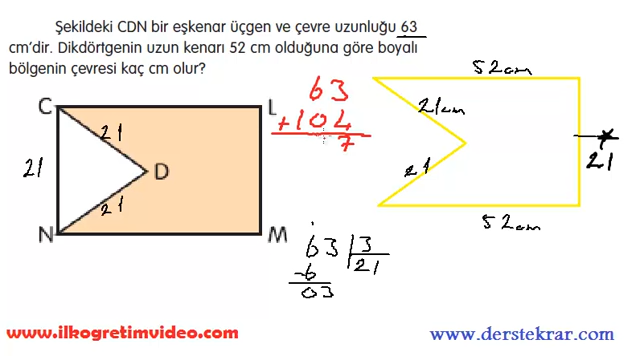 Şekildeki CDN bir eşkenar üçgen ve çevre uzunluğu 63
cm'dir. Dikdörtgenin uzun kenarı 52 cm olduğuna göre boyalı
bölgenin çevresi kaç cm olur?
52cm
C
L
63
21
21cm
+104
7
21
D
21
21
21
N
M
52cm
63 3
-6 21
03
www.ilkogretimvideo.com
www.derstekrar.com